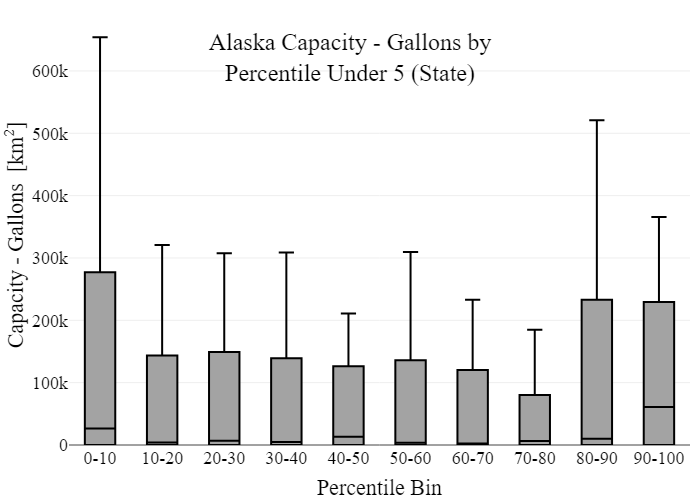 Alaska Capacity - Gallons by
Percentile Under 5 (State)
Capacity - Gallons [km²]
600k
500k
400k
300k
200k
100k
0
0-10 10-20 20-30 30-40 40-50 50-60 60-70 70-80 80-90 90-100
Percentile Bin